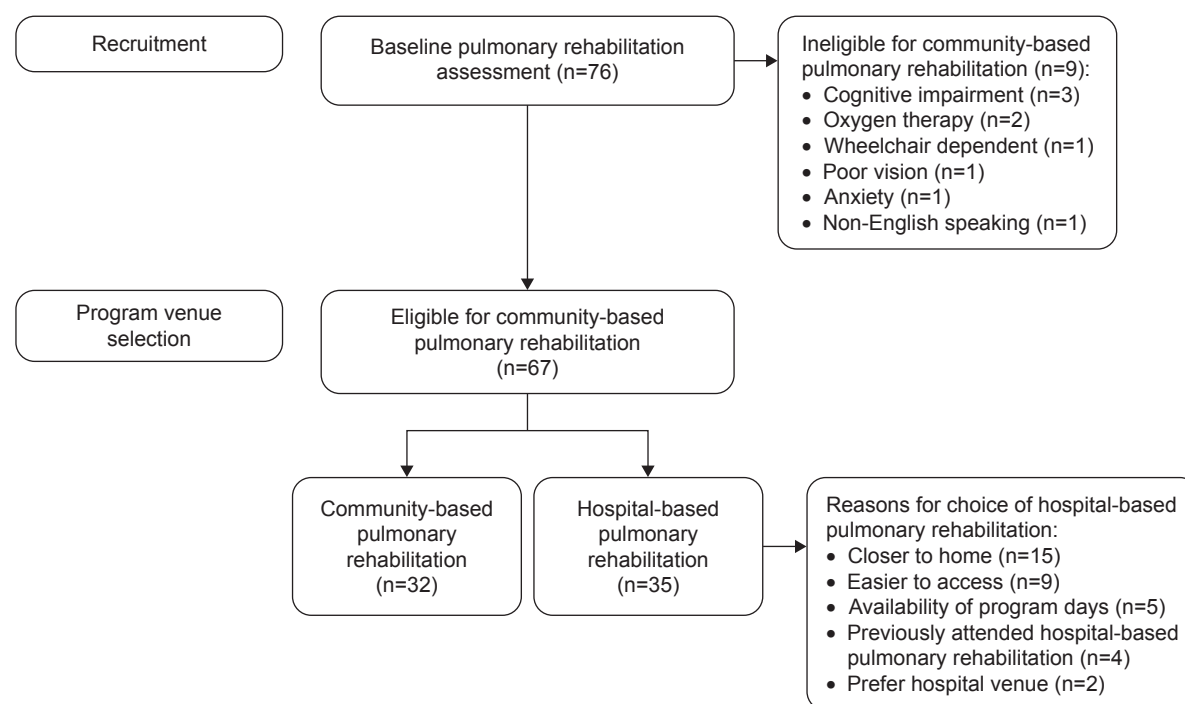 Recruitment
Baseline pulmonary rehabilitation
assessment (n=76)
Ineligible for community-based
pulmonary rehabilitation (n=9):
• Cognitive impairment (n=3)
• Oxygen therapy (n=2)
• Wheelchair dependent (n=1)
• Poor vision (n=1)
• Anxiety (n=1)
• Non-English speaking (n=1)
Program venue
selection
Eligible for community-based
pulmonary rehabilitation
(n=67)
Community-based
pulmonary
rehabilitation
(n=32)
Hospital-based
pulmonary
rehabilitation
(n=35)
Reasons for choice of hospital-based
pulmonary rehabilitation:
• Closer to home (n=15)
• Easier to access (n=9)
• Availability of program days (n=5)
• Previously attended hospital-based
pulmonary rehabilitation (n=4)
• Prefer hospital venue (n=2)